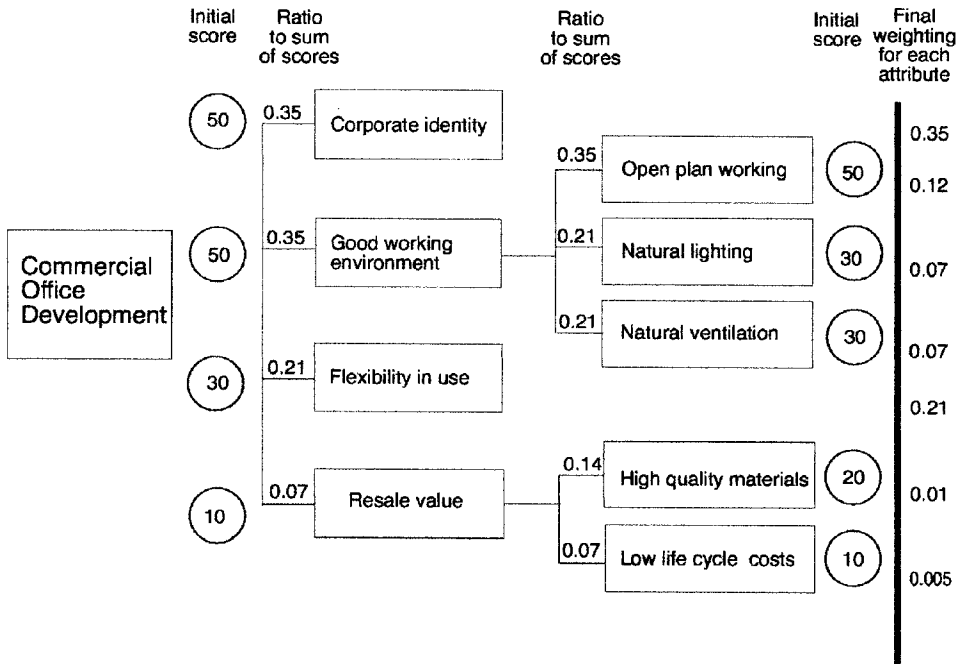 Initial
score
Ratio
to sum
of scores
Ratio
to sum
of scores
Initial
score
Final
weighting
for each
attribute
50
0.35
Corporate identity
0.35
0.35
Open plan working
50
0.12
Commercial
Office
Development
50
0.35
Good working
environment
0.21
Natural lighting
30
0.07
0.21
Natural ventilation
30
0.07
30
0.21
Flexibility in use
0.21
10
0.07
Resale value
0.14
High quality materials
20
0.01
0.07
Low life cycle costs
10
0.005